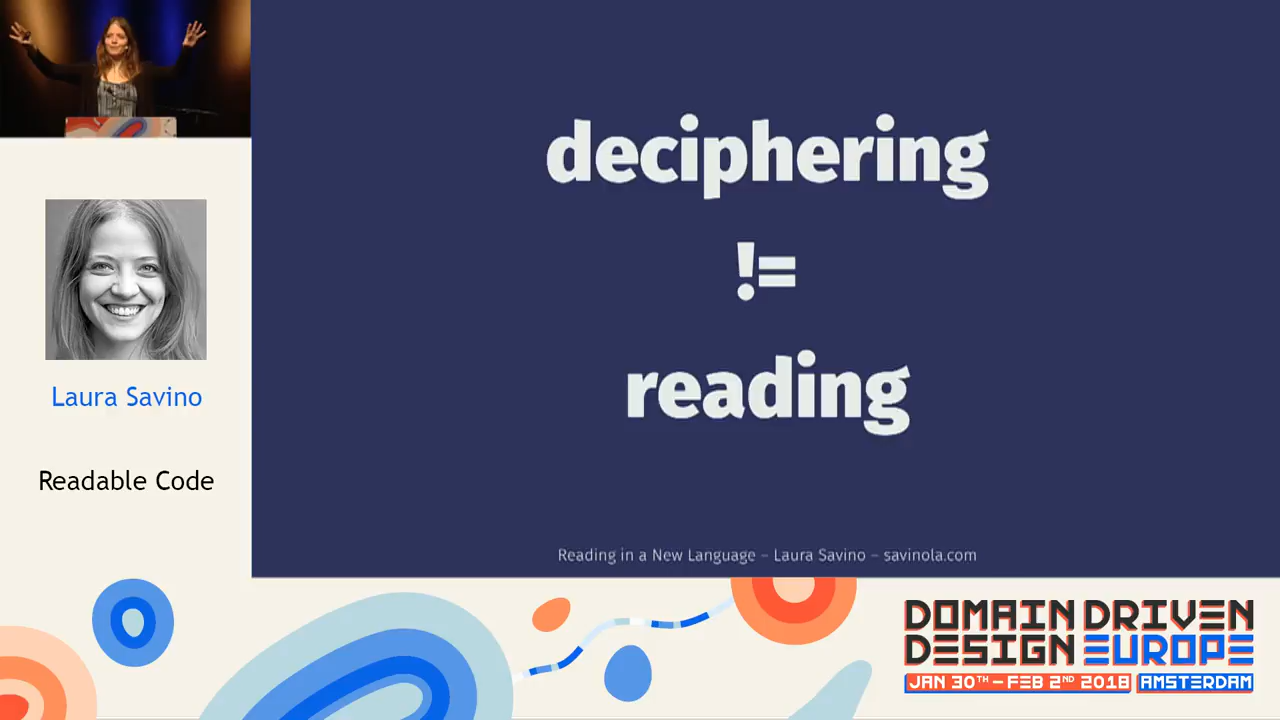 deciphering
!=
reading
Reading in a New Language – Laura Savino – savinola.com
Laura Savino
Readable Code
DOMAIN DRIVEN
DESIGN EUROPE
JAN 30TH – FEB 2ND 2018 AMSTERDAM